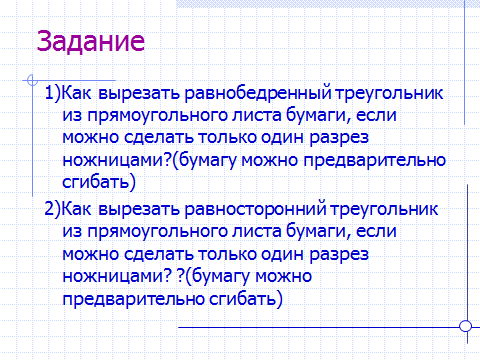 Задание
1)Как вырезать равнобедренный треугольник
из прямоугольного листа бумаги, если
можно сделать только один разрез
ножницами?(бумагу можно предварительно
сгибать)
2)Как вырезать равносторонний треугольник
из прямоугольного листа бумаги, если
можно сделать только один разрез
ножницами? ?(бумагу можно
предварительно сгибать)